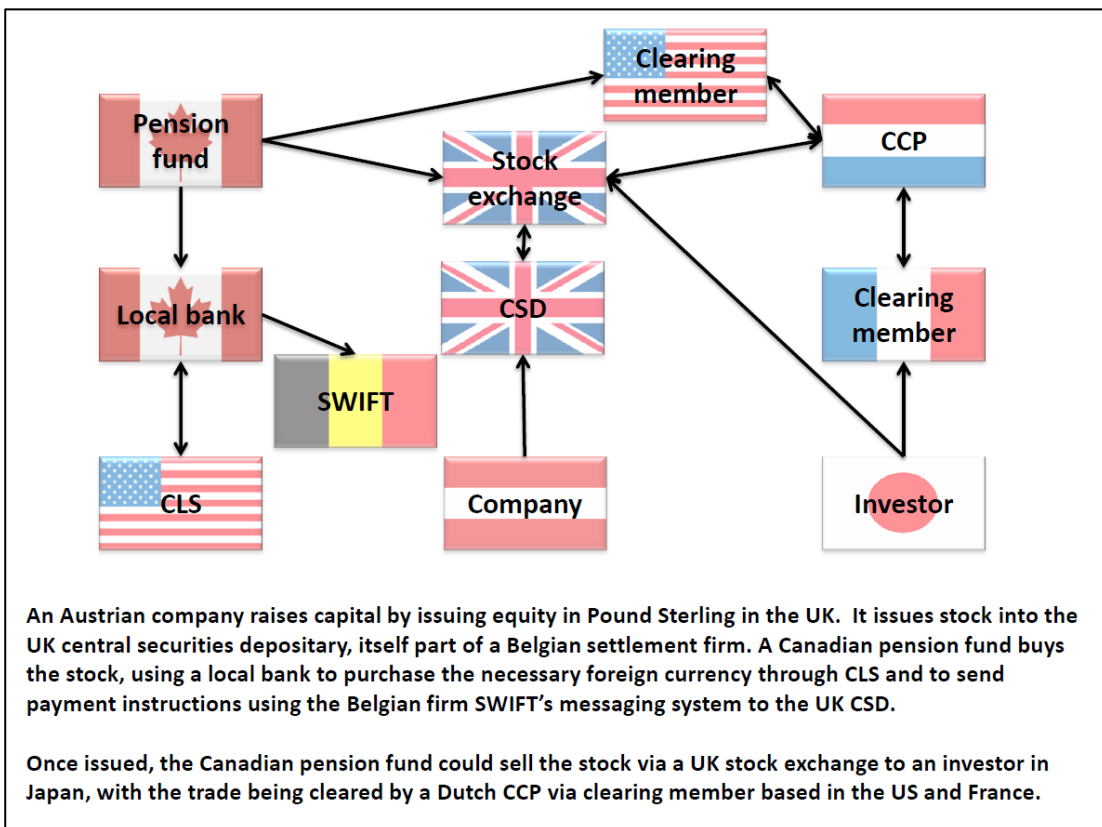 Clearing
member
Pension
fund
CCP
Stock
exchange
Local bank
CSD
Clearing
member
SWIFT
CLS
Company
Investor
An Austrian company raises capital by issuing equity in Pound Sterling in the UK.  It issues stock into the
UK central securities depositary, itself part of a Belgian settlement firm. A Canadian pension fund buys
the stock, using a local bank to purchase the necessary foreign currency through CLS and to send
payment instructions using the Belgian firm SWIFT’s messaging system to the UK CSD.
Once issued, the Canadian pension fund could sell the stock via a UK stock exchange to an investor in
Japan, with the trade being cleared by a Dutch CCP via clearing member based in the US and France.